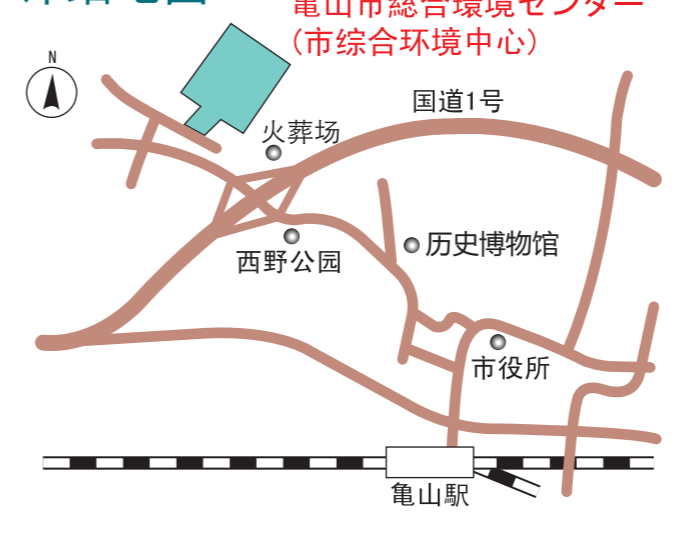 亀山市総合環境センター
(市综合环境中心)
N
国道1号
火葬场
历史博物馆
西野公园
市役所
亀山駅